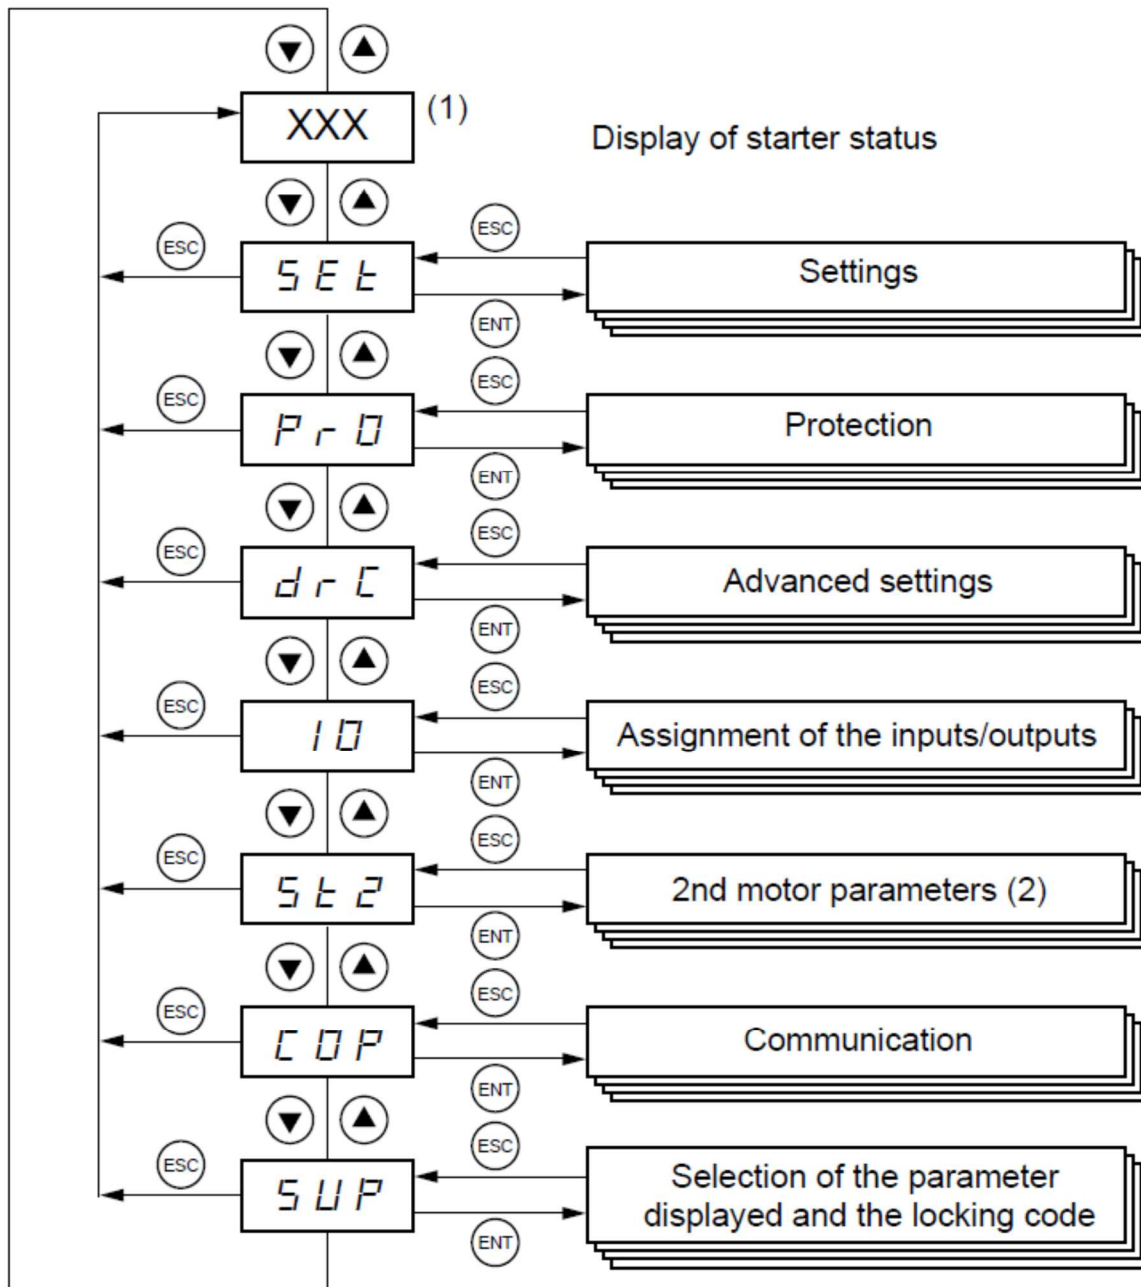 ▼ ▲
XXX (1)
Display of starter status
▼ ▲
ESC
ESC
SEt
Settings
ENT
▼ ▲
ESC
ESC
PrO
Protection
ENT
▼ ▲
ESC
ESC
drC
Advanced settings
ENT
▼ ▲
ESC
ESC
IO
Assignment of the inputs/outputs
ENT
▼ ▲
ESC
ESC
St2
2nd motor parameters (2)
ENT
▼ ▲
ESC
ESC
COP
Communication
ENT
▼ ▲
ESC
ESC
SUP
Selection of the parameter
displayed and the locking code
ENT